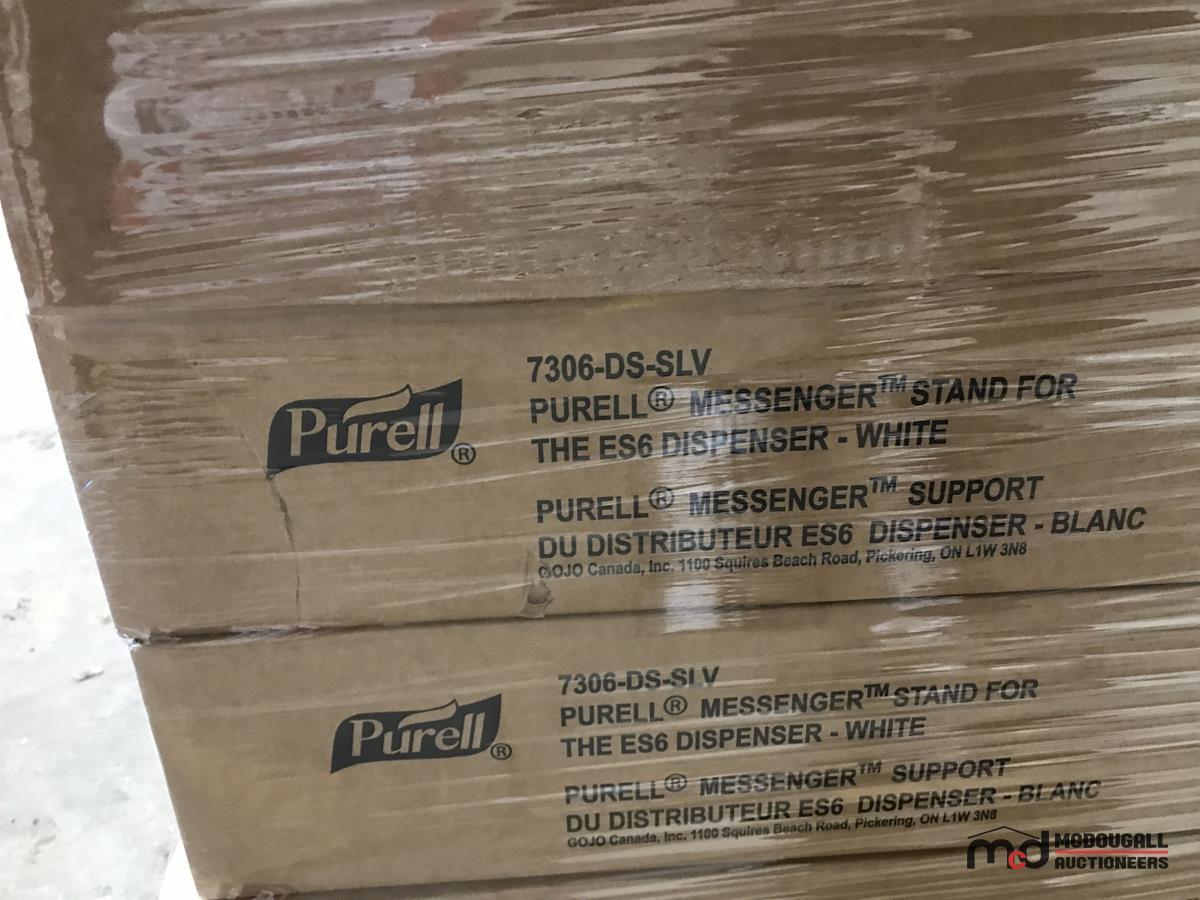 Purell®
7306-DS-SLV
PURELL® MESSENGER™ STAND FOR
THE ES6 DISPENSER - WHITE
PURELL® MESSENGER™ SUPPORT
DU DISTRIBUTEUR ES6 DISPENSER - BLANC
GOJO Canada, Inc. 1100 Squires Beach Road, Pickering, ON L1W 3N8
Purell®
7306-DS-SLV
PURELL® MESSENGER™ STAND FOR
THE ES6 DISPENSER - WHITE
PURELL® MESSENGER™ SUPPORT
DU DISTRIBUTEUR ES6 DISPENSER - BLANC
GOJO Canada, Inc. 1100 Squires Beach Road, Pickering, ON L1W 3N8
mcd MCDOUGALL
AUCTIONEERS